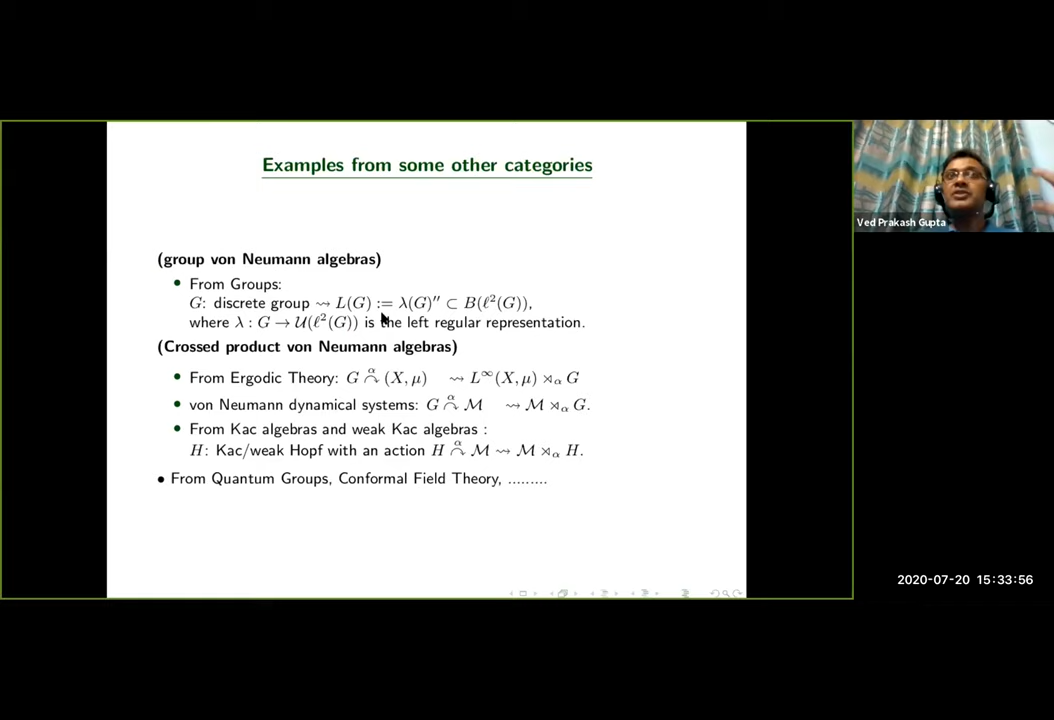 Examples from some other categories
(group von Neumann algebras)
• From Groups:
G: discrete group ⇝ L(G) := λ(G)″ ⊂ B(ℓ²(G)),
where λ : G → 𝒰(ℓ²(G)) is the left regular representation.
(Crossed product von Neumann algebras)
• From Ergodic Theory: G ↷^α (X, μ) ⇝ L^∞(X, μ) ⋊_α G
• von Neumann dynamical systems: G ↷^α ℳ ⇝ ℳ ⋊_α G.
• From Kac algebras and weak Kac algebras :
H: Kac/weak Hopf with an action H ↷^α ℳ ⇝ ℳ ⋊_α H.
• From Quantum Groups, Conformal Field Theory, .........
Ved Prakash Gupta
2020-07-20 15:33:56